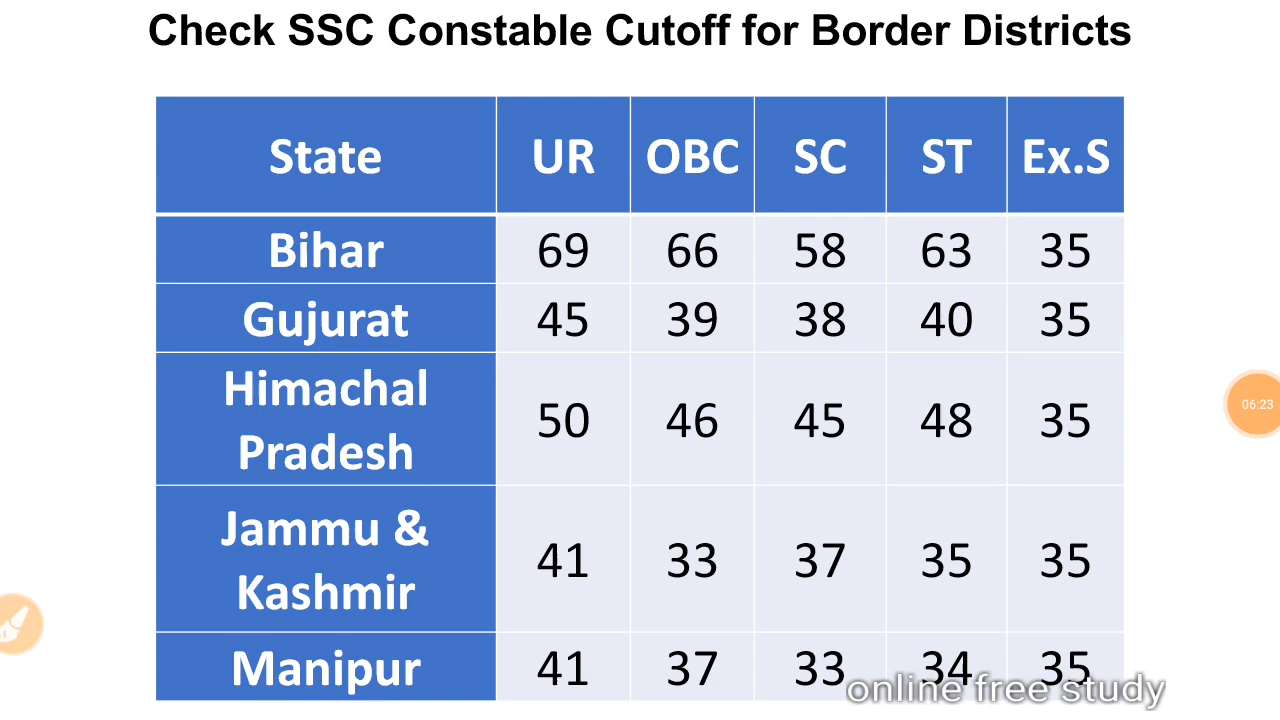 Check SSC Constable Cutoff for Border Districts
State UR OBC SC ST Ex.S
Bihar 69 66 58 63 35
Gujurat 45 39 38 40 35
Himachal
Pradesh 50 46 45 48 35
Jammu &
Kashmir 41 33 37 35 35
Manipur 41 37 33 34 35
online free study
06:23